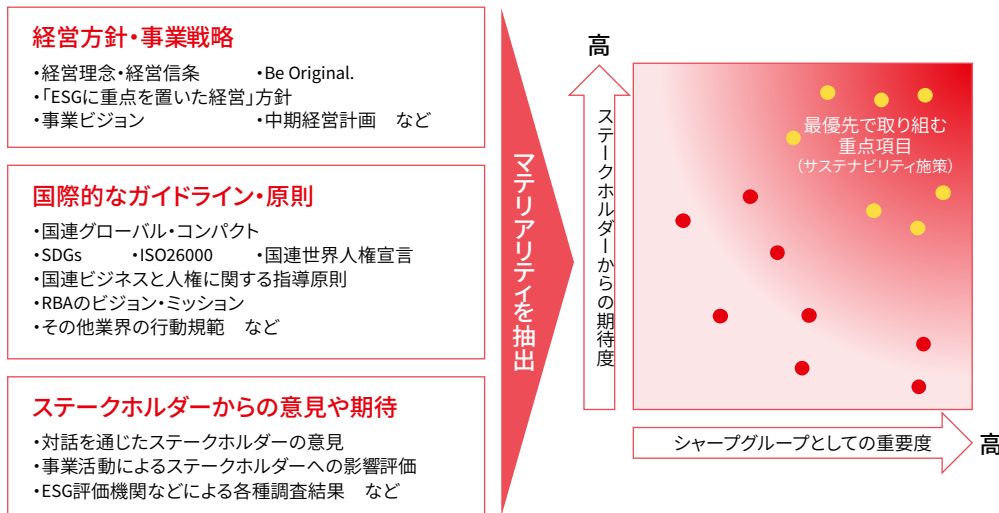 経営方針・事業戦略
・経営理念・経営信条 ・Be Original.
・「ESGに重点を置いた経営」方針
・事業ビジョン ・中期経営計画 など
国際的なガイドライン・原則
・国連グローバル・コンパクト
・SDGs ・ISO26000 ・国連世界人権宣言
・国連ビジネスと人権に関する指導原則
・RBAのビジョン・ミッション
・その他業界の行動規範 など
ステークホルダーからの意見や期待
・対話を通じたステークホルダーの意見
・事業活動によるステークホルダーへの影響評価
・ESG評価機関などによる各種調査結果 など
マテリアリティを抽出
高
ステークホルダーからの期待度
最優先で取り組む
重点項目
(サステナビリティ施策)
シャープグループとしての重要度
高